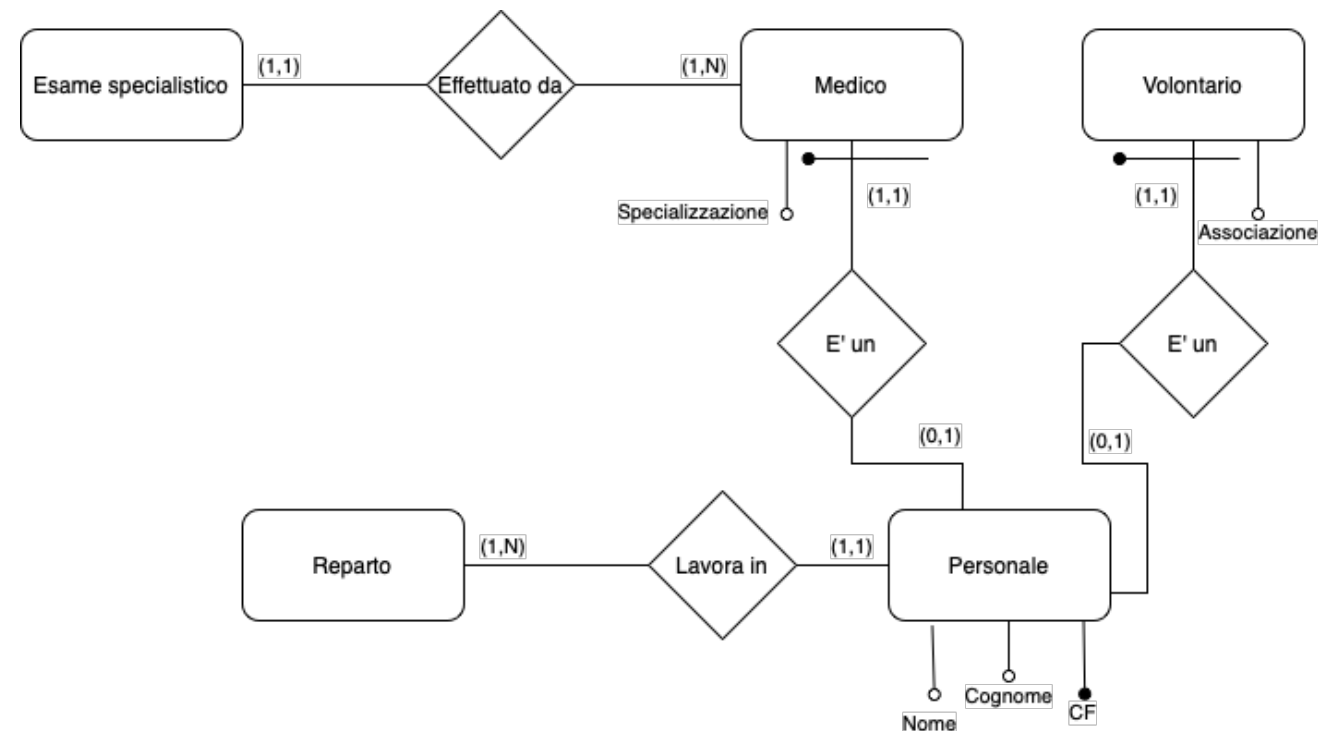 Esame specialistico
(1,1)
Effettuato da
(1,N)
Medico
Volontario
Specializzazione
(1,1)
(1,1)
Associazione
E' un
E' un
(0,1)
(0,1)
Reparto
(1,N)
Lavora in
(1,1)
Personale
Nome
Cognome
CF